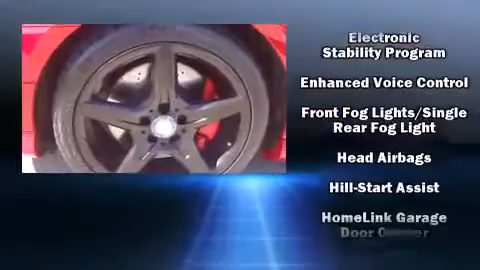 Electronic
Stability Program
Enhanced Voice Control
Front Fog Lights/Single
Rear Fog Light
Head Airbags
Hill-Start Assist
HomeLink Garage
Door